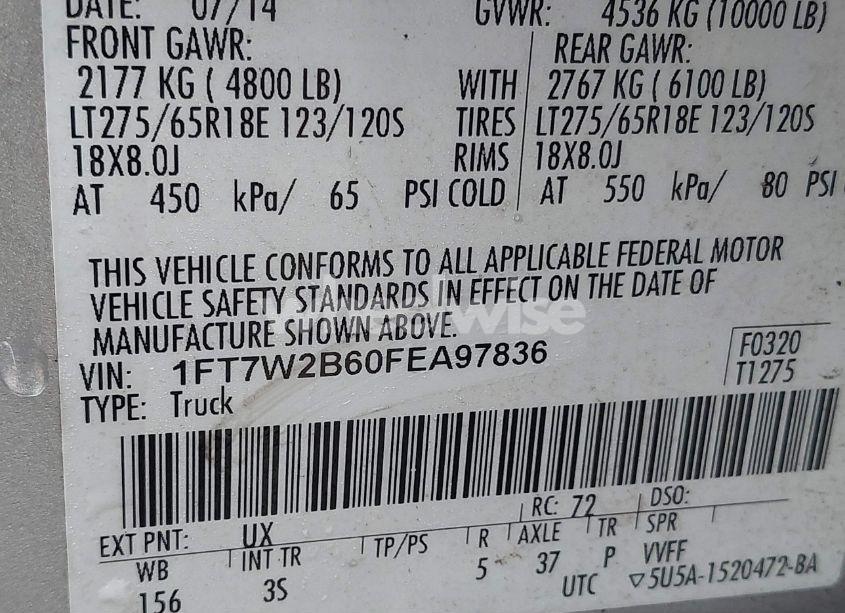 DATE: 07/14 GVWR: 4536 KG (10000 LB)
FRONT GAWR: REAR GAWR:
2177 KG ( 4800 LB) WITH 2767 KG ( 6100 LB)
LT275/65R18E 123/120S TIRES LT275/65R18E 123/120S
18X8.0J RIMS 18X8.0J
AT 450 kPa/ 65 PSI COLD AT 550 kPa/ 80 PSI
THIS VEHICLE CONFORMS TO ALL APPLICABLE FEDERAL MOTOR
VEHICLE SAFETY STANDARDS IN EFFECT ON THE DATE OF
MANUFACTURE SHOWN ABOVE.
VIN: 1FT7W2B60FEA97836
F0320
T1275
TYPE: Truck
EXT PNT: UX RC: 72 DSO:
WB INT TR TP/PS R AXLE TR SPR
156 3S 5 37 P VVFF
UTC ▽5U5A-1520472-BA